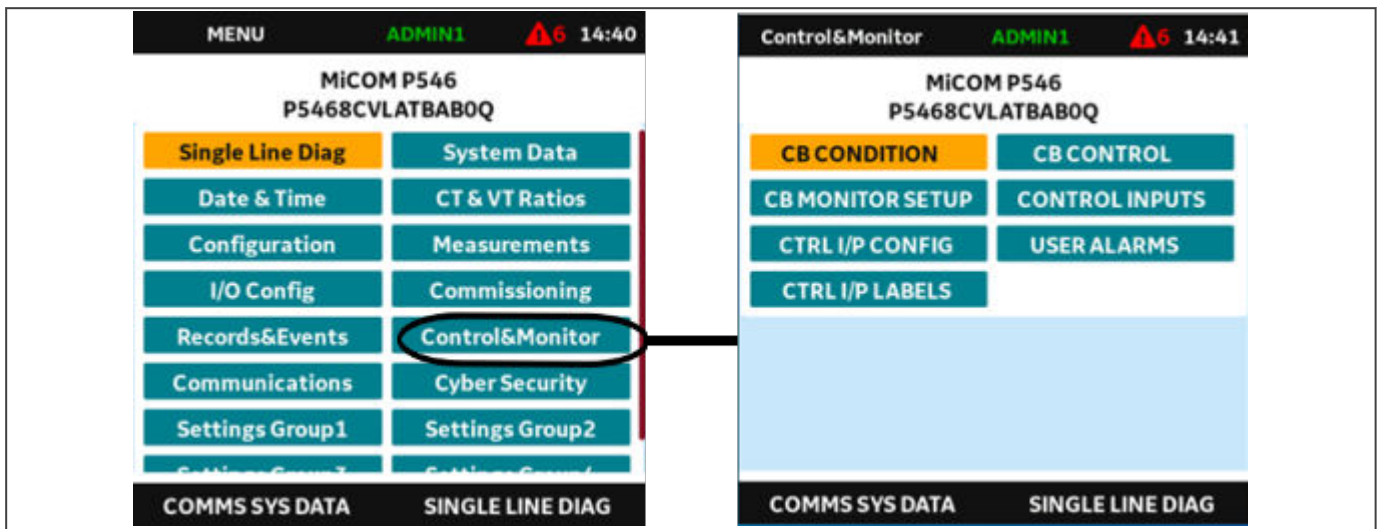 MENU ADMIN1 6 14:40
MiCOM P546
P5468CVLATBAB0Q
Single Line Diag System Data
Date & Time CT & VT Ratios
Configuration Measurements
I/O Config Commissioning
Records&Events Control&Monitor
Communications Cyber Security
Settings Group1 Settings Group2
COMMS SYS DATA SINGLE LINE DIAG
Control&Monitor ADMIN1 6 14:41
MiCOM P546
P5468CVLATBAB0Q
CB CONDITION CB CONTROL
CB MONITOR SETUP CONTROL INPUTS
CTRL I/P CONFIG USER ALARMS
CTRL I/P LABELS
COMMS SYS DATA SINGLE LINE DIAG